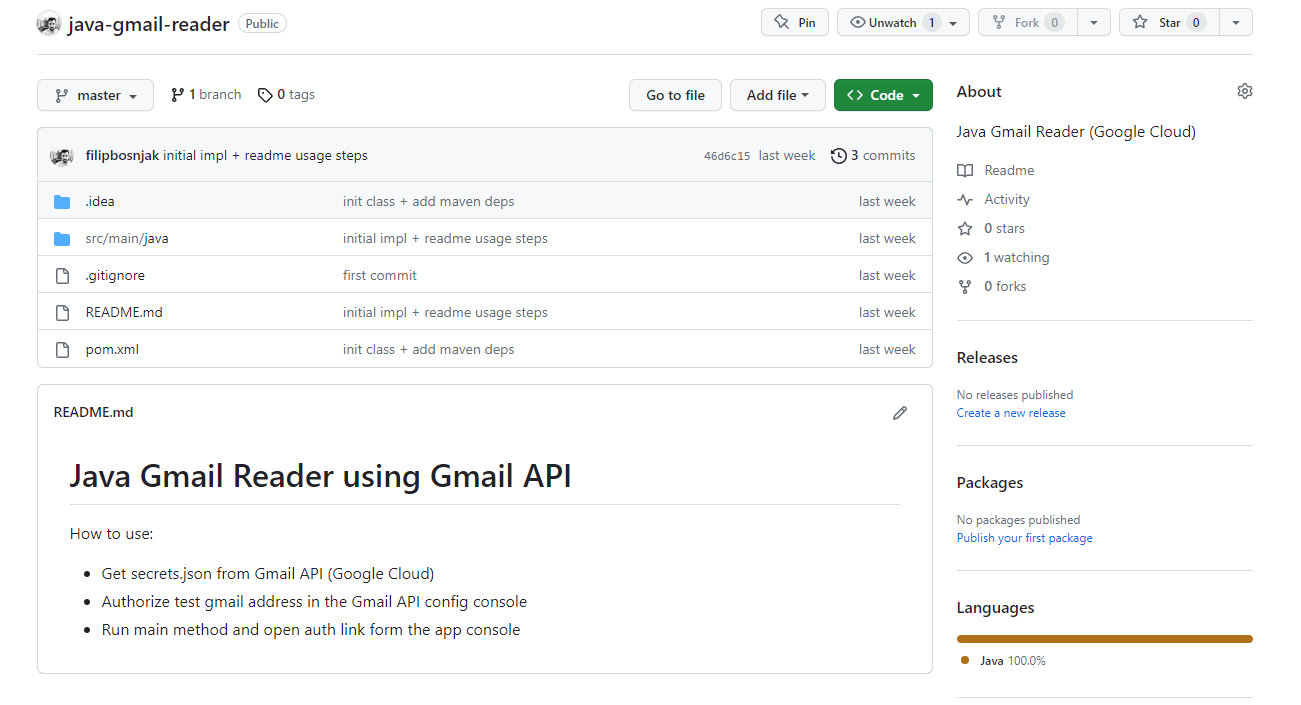 java-gmail-reader Public Pin Unwatch 1 Fork 0 Star 0
master 1 branch 0 tags Go to file Add file <> Code
filipbosnjak initial impl + readme usage steps 46d6c15 last week 3 commits
.idea init class + add maven deps last week
src/main/java initial impl + readme usage steps last week
.gitignore first commit last week
README.md initial impl + readme usage steps last week
pom.xml init class + add maven deps last week
README.md
Java Gmail Reader using Gmail API
How to use:
Get secrets.json from Gmail API (Google Cloud)
Authorize test gmail address in the Gmail API config console
Run main method and open auth link form the app console
About
Java Gmail Reader (Google Cloud)
Readme
Activity
0 stars
1 watching
0 forks
Releases
No releases published
Create a new release
Packages
No packages published
Publish your first package
Languages
Java 100.0%